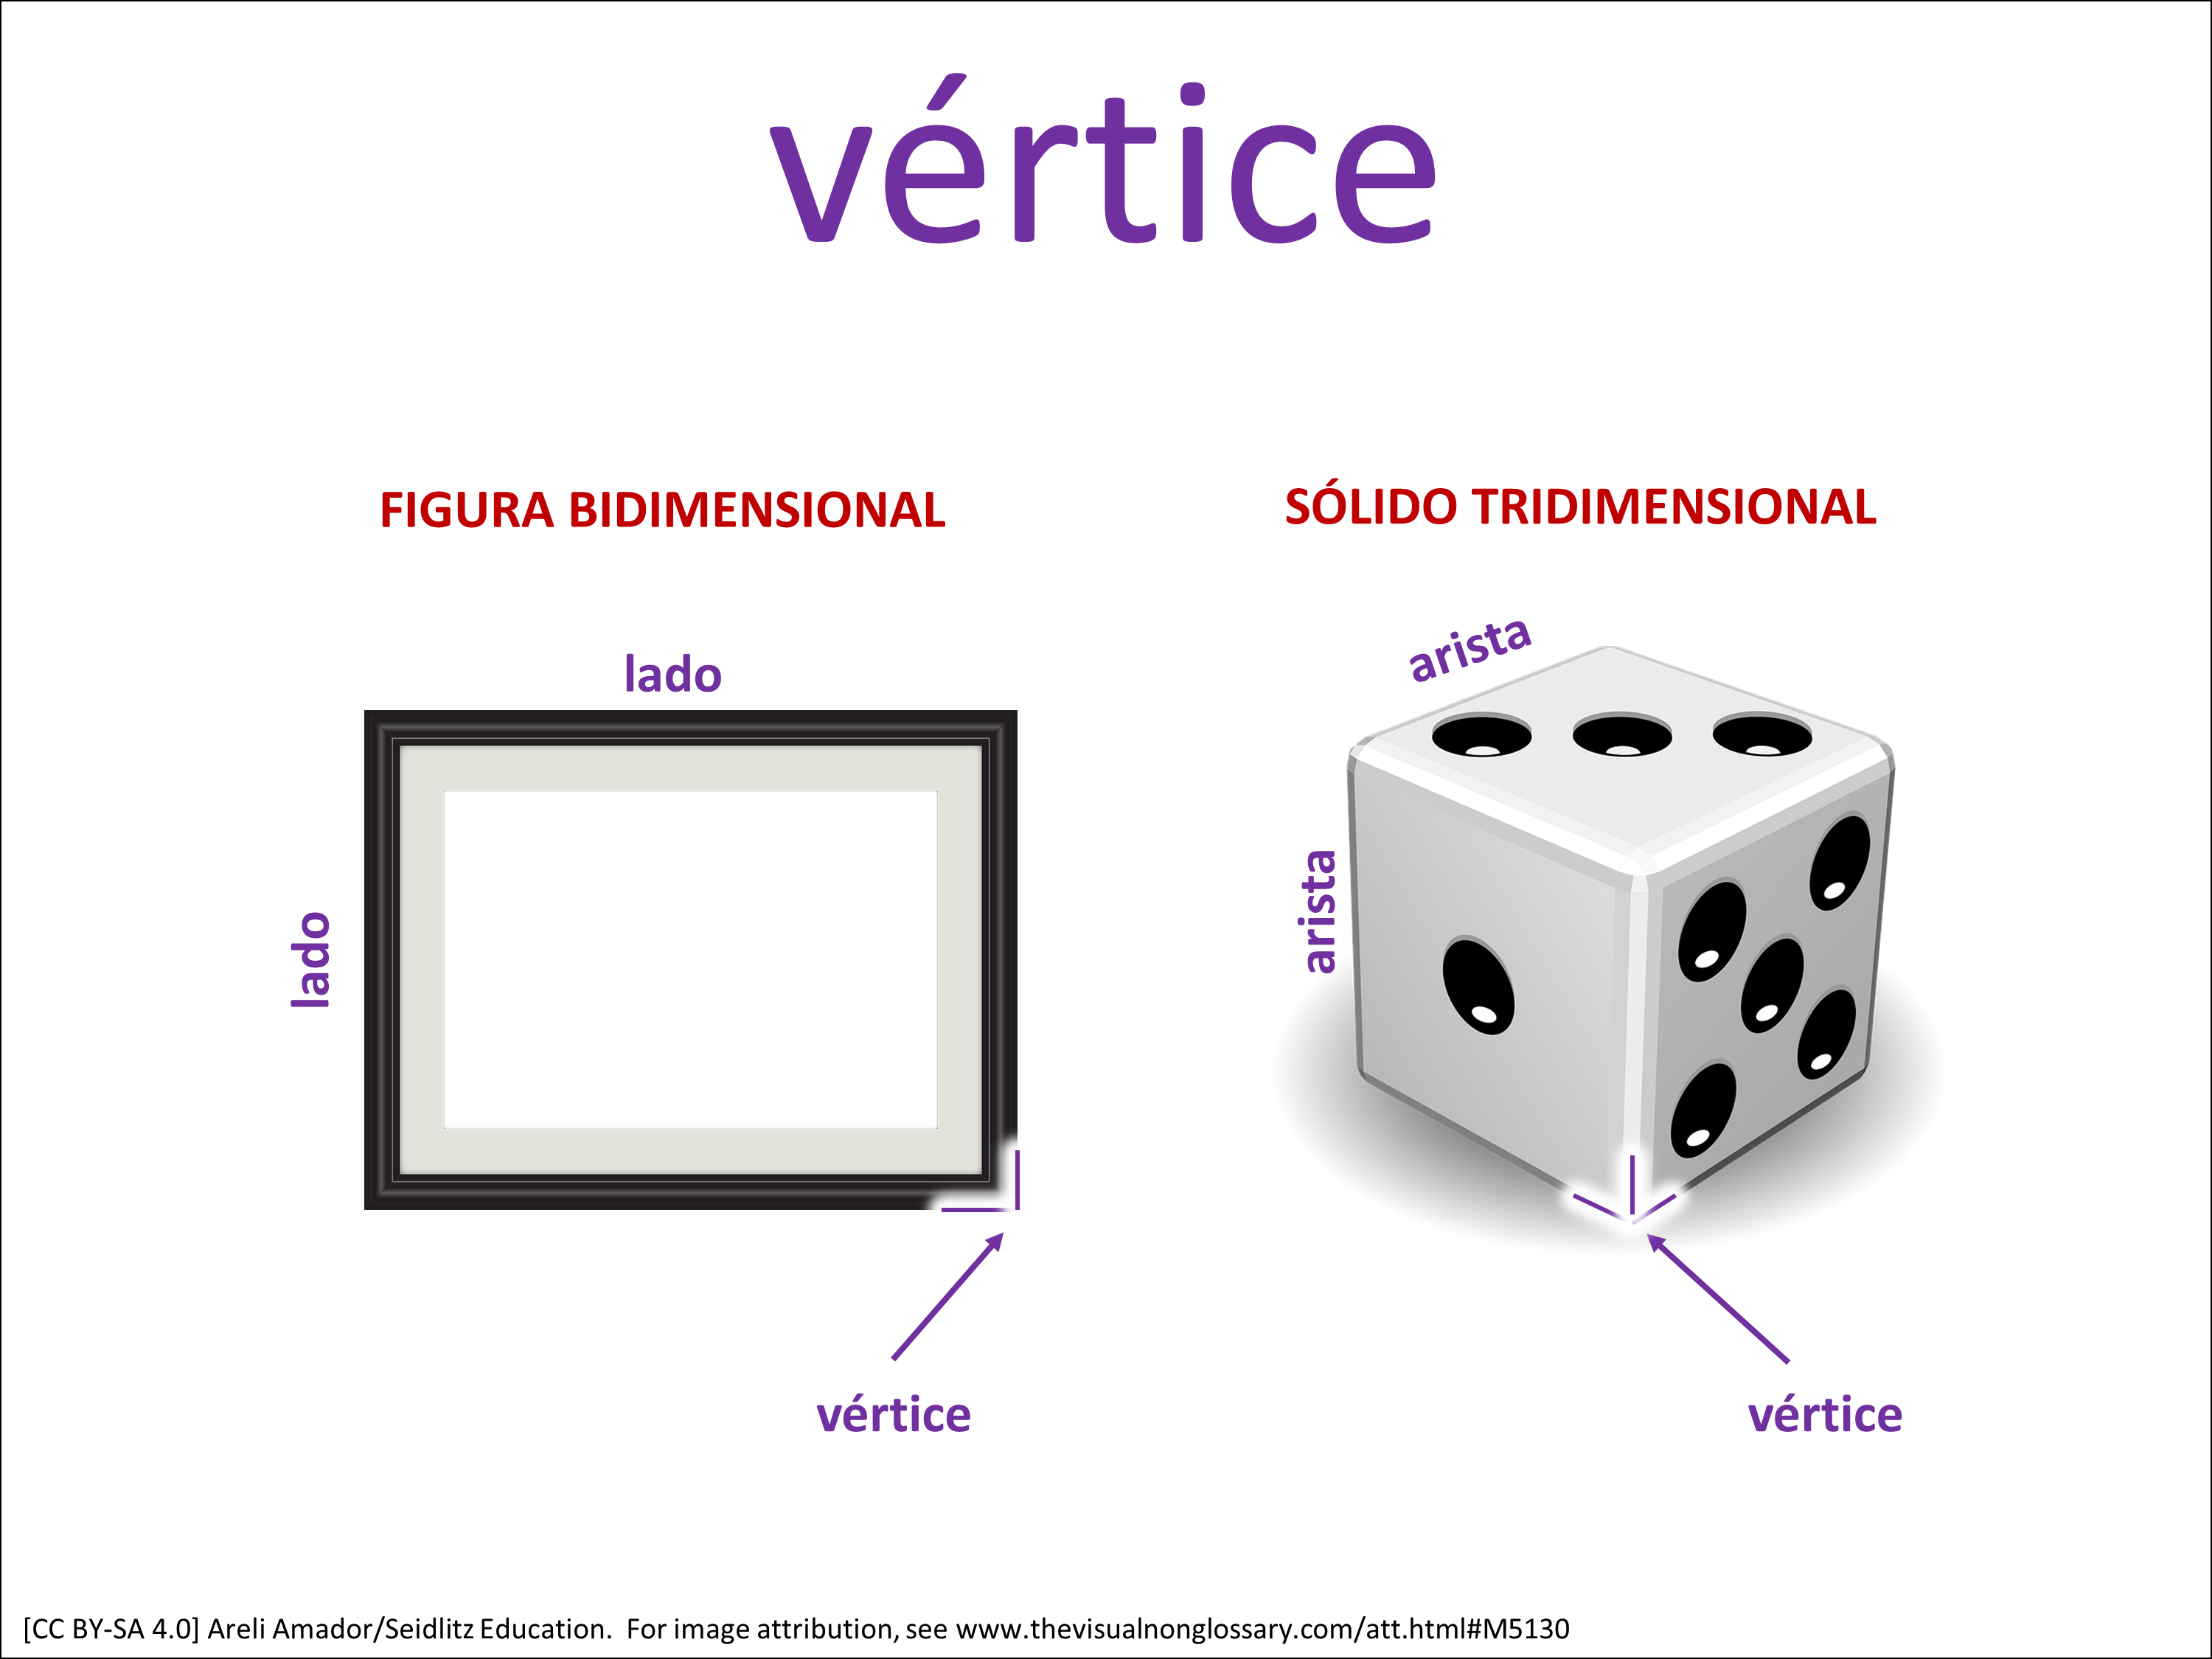 vértice
FIGURA BIDIMENSIONAL
SÓLIDO TRIDIMENSIONAL
lado
lado
vértice
arista
arista
vértice
[CC BY-SA 4.0] Areli Amador/Seidlitz Education.  For image attribution, see www.thevisualnonglossary.com/att.html#M5130